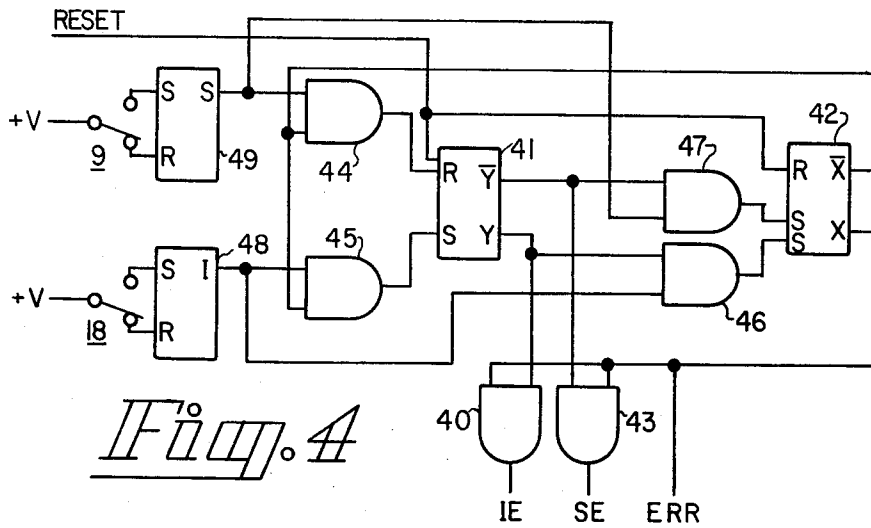 RESET
+V
9
S
R
S
49
44
41
R
Y̅
S
Y
47
42
R
X̅
S
S
X
+V
18
S
R
I
48
45
46
40
43
IE
SE
ERR
Fig. 4